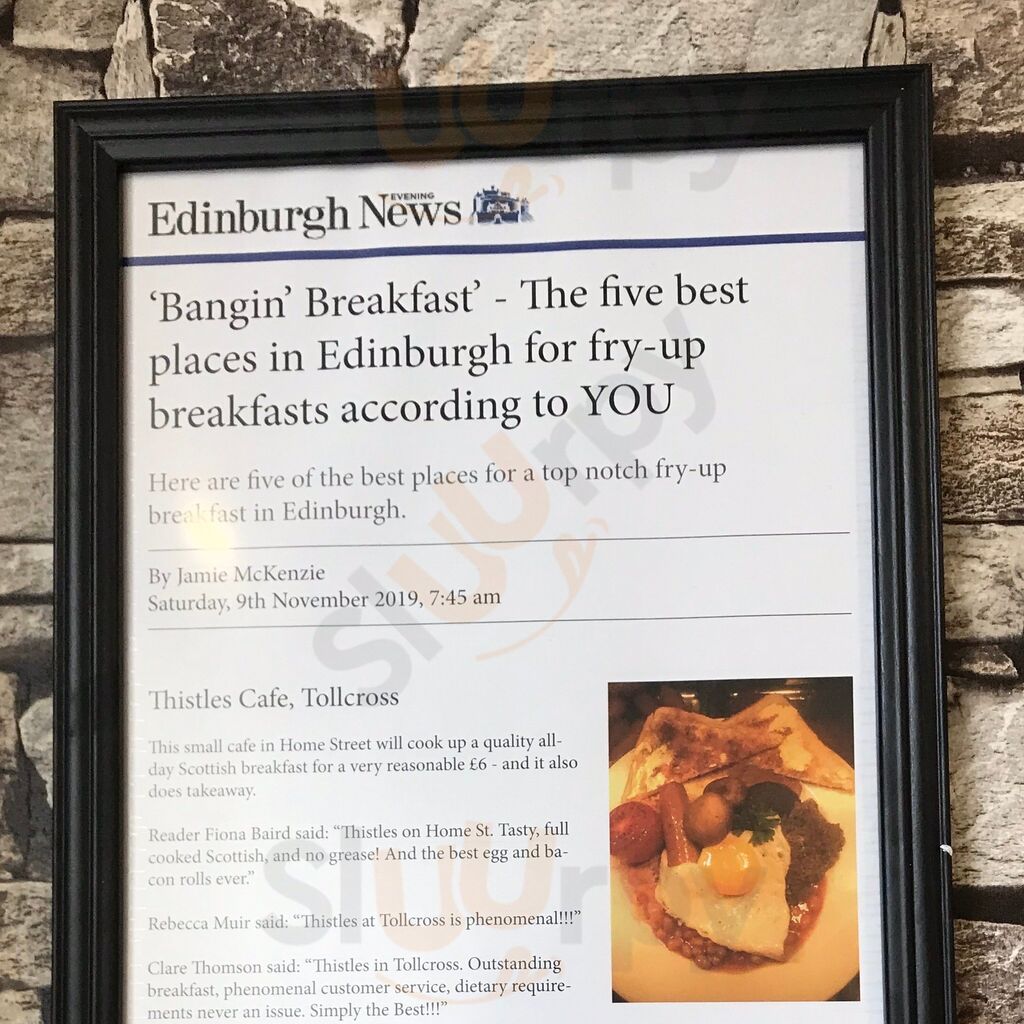 Edinburgh EVENING News
‘Bangin’ Breakfast’ - The five best
places in Edinburgh for fry-up
breakfasts according to YOU
Here are five of the best places for a top notch fry-up
breakfast in Edinburgh.
By Jamie McKenzie
Saturday, 9th November 2019, 7:45 am
Thistles Cafe, Tollcross
This small cafe in Home Street will cook up a quality all-
day Scottish breakfast for a very reasonable £6 - and it also
does takeaway.
Reader Fiona Baird said: “Thistles on Home St. Tasty, full
cooked Scottish, and no grease! And the best egg and ba-
con rolls ever.”
Rebecca Muir said: “Thistles at Tollcross is phenomenal!!!”
Clare Thomson said: “Thistles in Tollcross. Outstanding
breakfast, phenomenal customer service, dietary require-
ments never an issue. Simply the Best!!!”
Sluurpy
Sluurpy